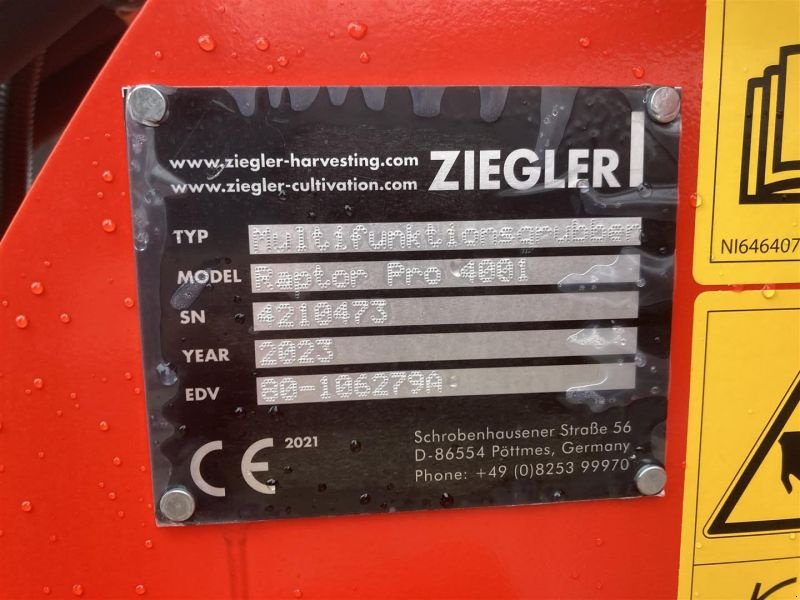 www.ziegler-harvesting.com
www.ziegler-cultivation.com
ZIEGLER
TYP Multifunktionsgrubber
MODEL Raptor Pro 4001
SN 4210473
YEAR 2023
EDV 80-106279A
CE 2021
Schrobenhausener Straße 56
D-86554 Pöttmes, Germany
Phone: +49 (0)8253 99970
NI646407